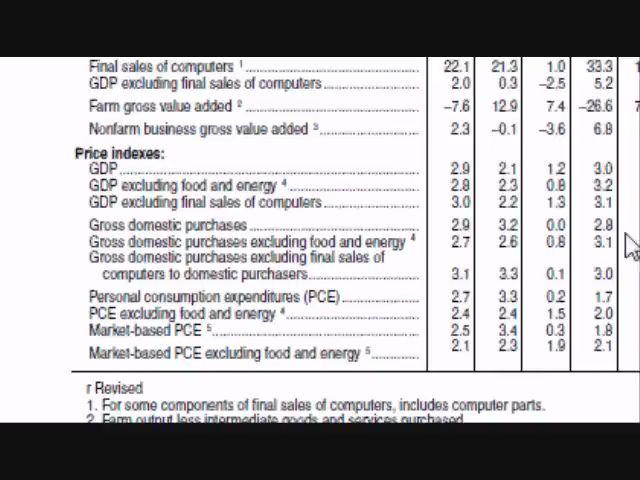 Final sales of computers 1 22.1 21.3 1.0 33.3
GDP excluding final sales of computers 2.0 0.3 –2.5 5.2
Farm gross value added 2 –7.6 12.9 7.4 –26.6 7
Nonfarm business gross value added 3 2.3 –0.1 –3.6 6.8
Price indexes:
GDP 2.9 2.1 1.2 3.0
GDP excluding food and energy 4 2.8 2.3 0.8 3.2
GDP excluding final sales of computers 3.0 2.2 1.3 3.1
Gross domestic purchases 2.9 3.2 0.0 2.8
Gross domestic purchases excluding food and energy 4 2.7 2.6 0.8 3.1
Gross domestic purchases excluding final sales of
computers to domestic purchasers 3.1 3.3 0.1 3.0
Personal consumption expenditures (PCE) 2.7 3.3 0.2 1.7
PCE excluding food and energy 4 2.4 2.4 1.5 2.0
Market-based PCE 5 2.5 3.4 0.3 1.8
Market-based PCE excluding food and energy 5 2.1 2.3 1.9 2.1
r Revised
1. For some components of final sales of computers, includes computer parts.
2. Farm output less intermediate goods and services purchased.